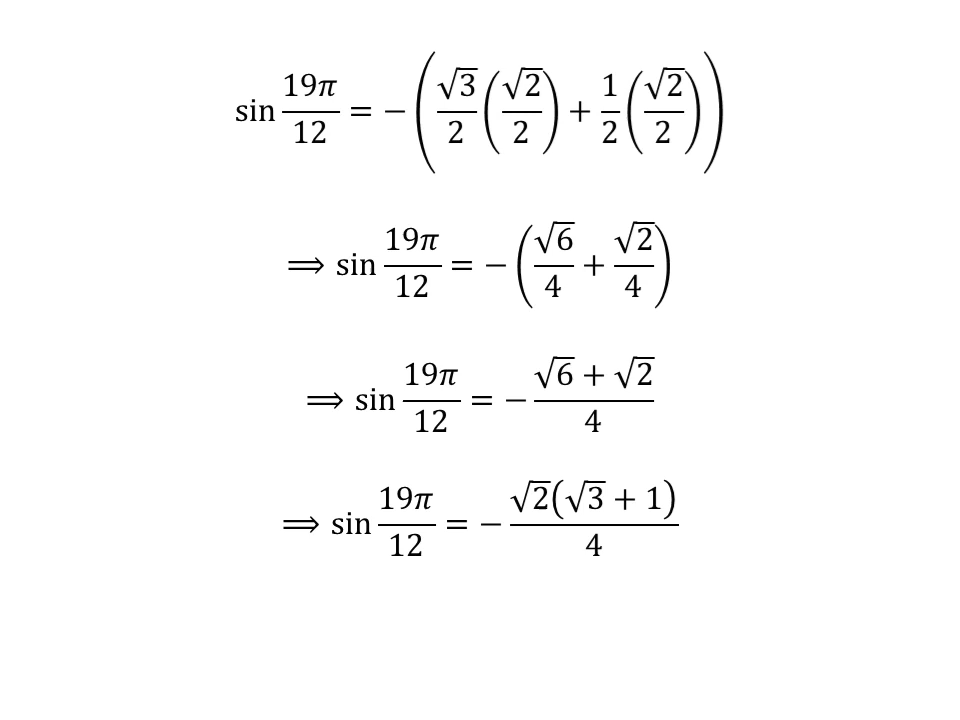 sin 19π/12 = −(√3/2 (√2/2) + 1/2 (√2/2))
⟹ sin 19π/12 = −(√6/4 + √2/4)
⟹ sin 19π/12 = − (√6 + √2)/4
⟹ sin 19π/12 = − √2(√3 + 1)/4